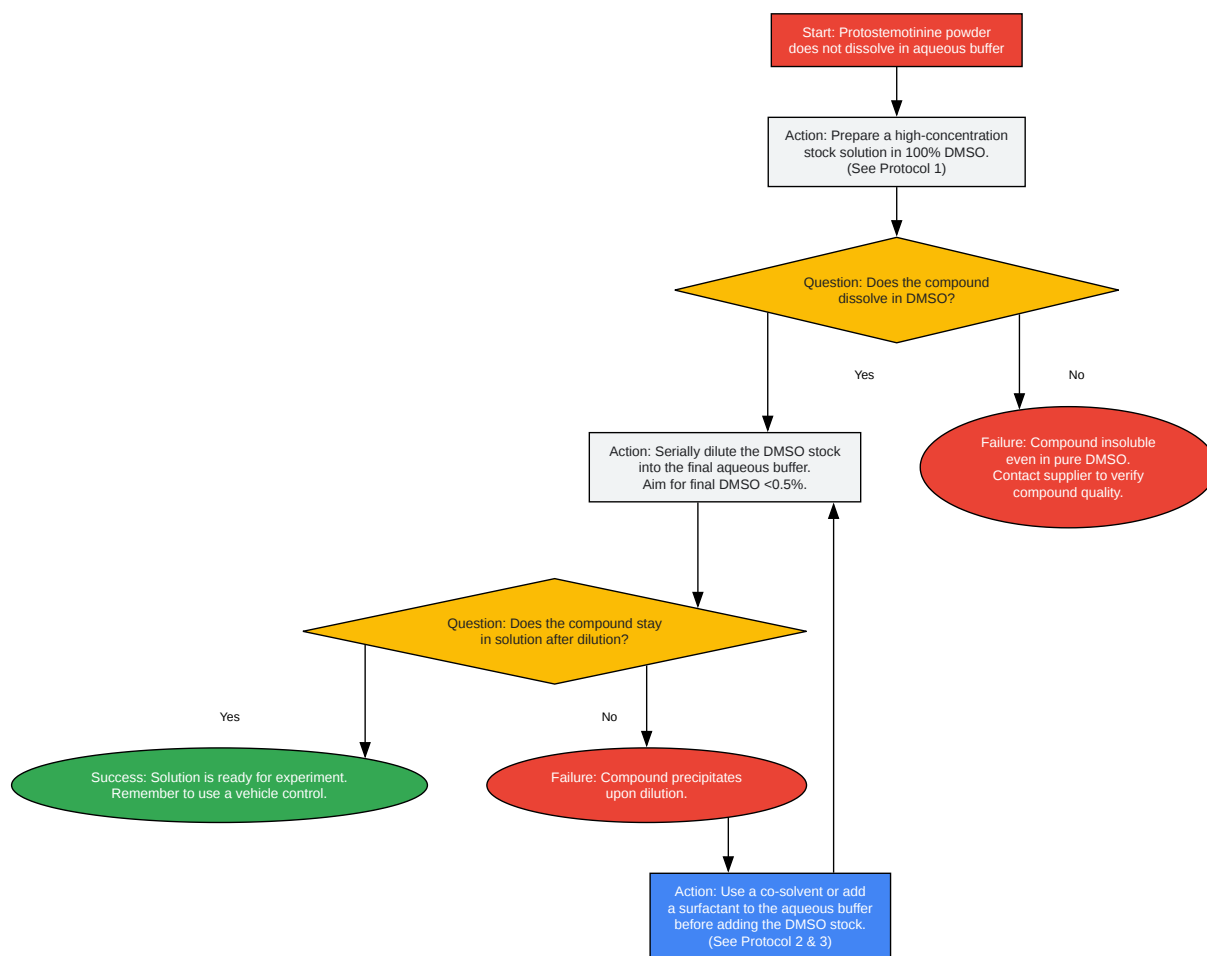 Start: Protostemotinine powder
does not dissolve in aqueous buffer
Action: Prepare a high-concentration
stock solution in 100% DMSO.
(See Protocol 1)
Question: Does the compound
dissolve in DMSO?
Yes
No
Action: Serially dilute the DMSO stock
into the final aqueous buffer.
Aim for final DMSO <0.5%.
Failure: Compound insoluble
even in pure DMSO.
Contact supplier to verify
compound quality.
Question: Does the compound stay
in solution after dilution?
Yes
No
Success: Solution is ready for experiment.
Remember to use a vehicle control.
Failure: Compound precipitates
upon dilution.
Action: Use a co-solvent or add
a surfactant to the aqueous buffer
before adding the DMSO stock.
(See Protocol 2 & 3)